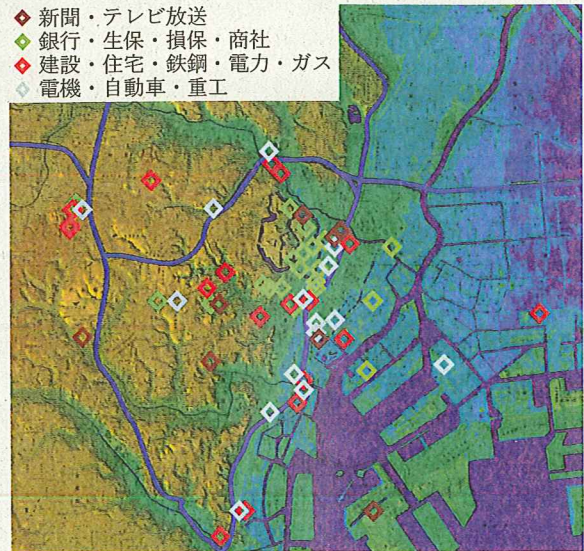 新聞・テレビ放送
銀行・生保・損保・商社
建設・住宅・鉄鋼・電力・ガス
電機・自動車・重工